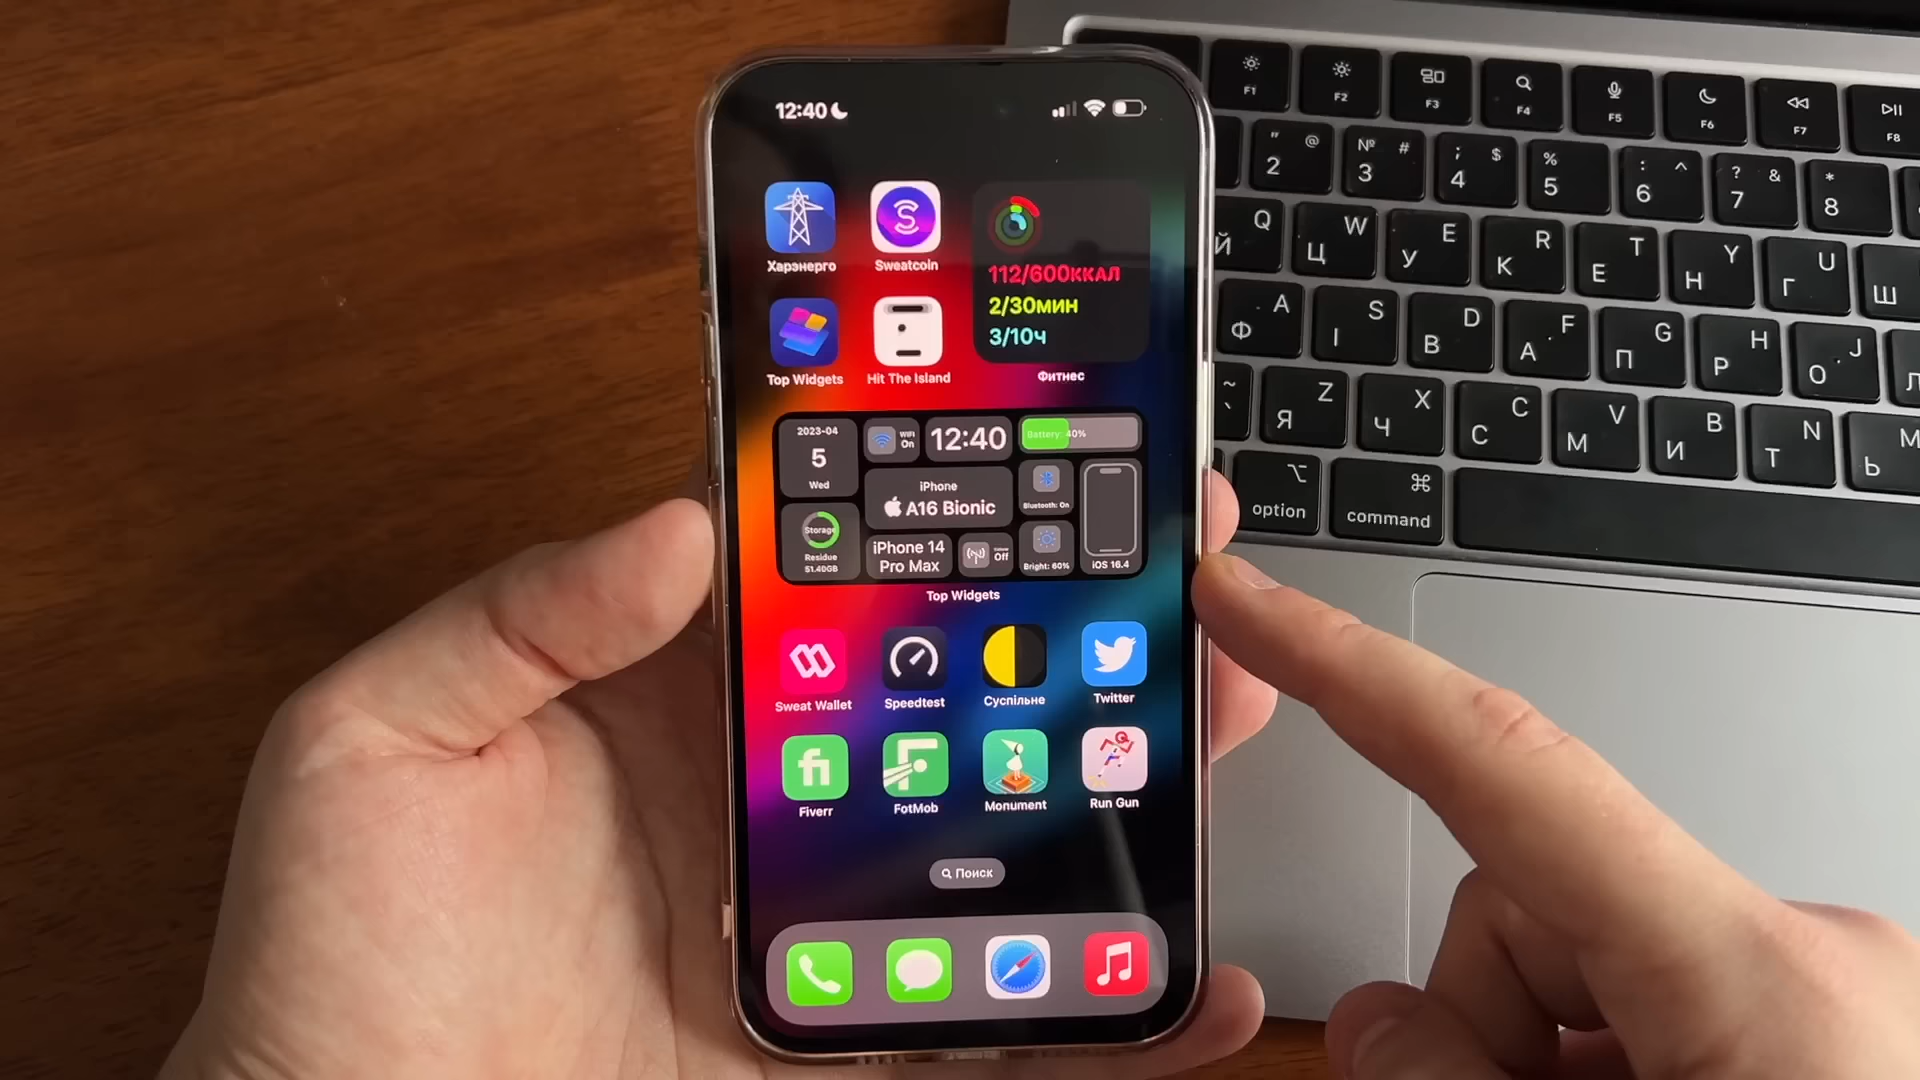 12:40
Харэнерго
Sweatcoin
112/600ККАЛ
2/30МИН
3/10Ч
Top Widgets
Hit The Island
Фитнес
2023-04
5
Wed
WiFi
On
12:40
Battery: 40%
iPhone
A16 Bionic
Bluetooth: On
Storage
Residue
51.40GB
iPhone 14
Pro Max
Off
Bright: 60%
iOS 16.4
Top Widgets
Sweat Wallet
Speedtest
Суспільне
Twitter
fi
Fiverr
FotMob
Monument
Run Gun
Поиск
F1 F2 F3 F4 F5 F6 F7 F8
" @ № # ; $ % : ^ ? & *
2 3 4 5 6 7 8
Q W E R T Y U
Й Ц У К Е Н Г Ш
A S D F G H J
Ф І В А П Р О Л
~ Z X C V B N M
` Я Ч С М И Т Ь
⌥ ⌘
option command